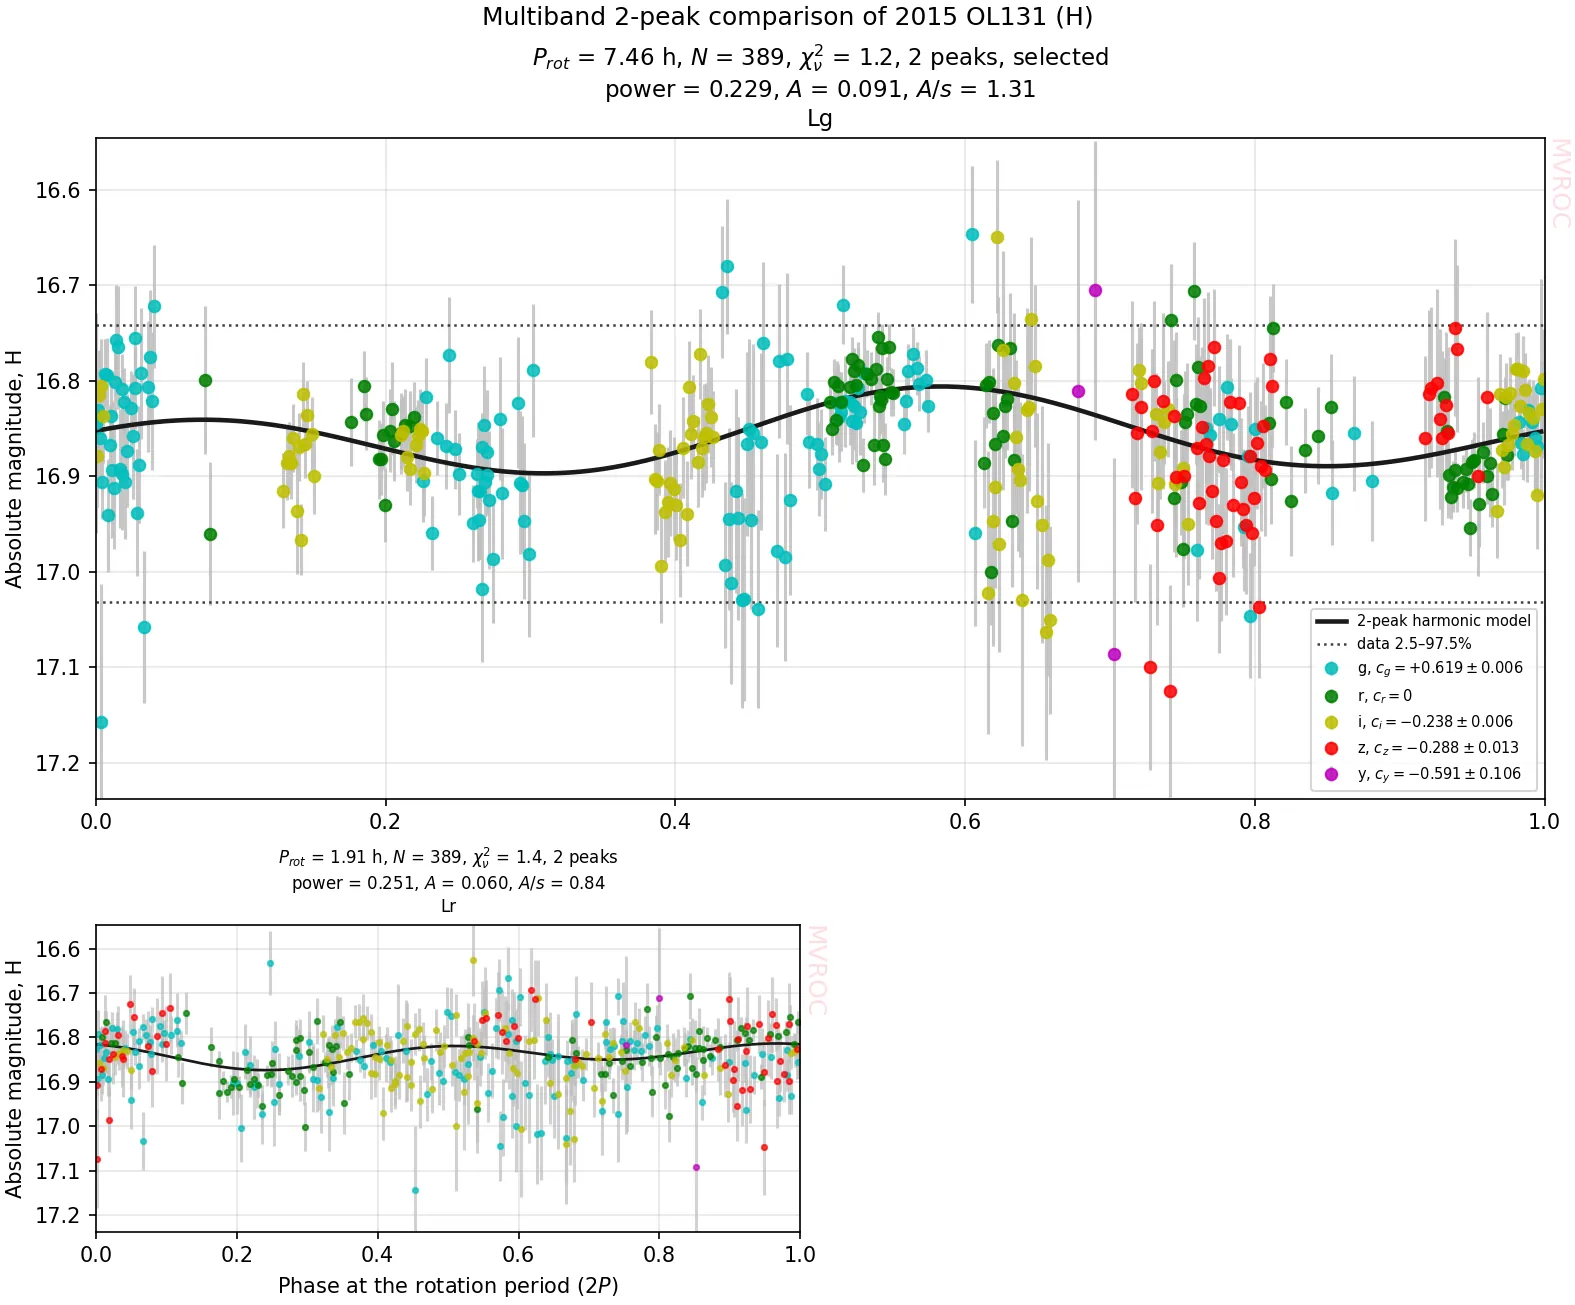 Multiband 2-peak comparison of 2015 OL131 (H)
P_rot = 7.46 h, N = 389, χ²_ν = 1.2, 2 peaks, selected
power = 0.229, A = 0.091, A/s = 1.31
Lg
MVROC
Absolute magnitude, H
16.6
16.7
16.8
16.9
17.0
17.1
17.2
2-peak harmonic model
data 2.5–97.5%
g, c_g = +0.619 ± 0.006
r, c_r = 0
i, c_i = −0.238 ± 0.006
z, c_z = −0.288 ± 0.013
y, c_y = −0.591 ± 0.106
0.0 0.2 0.4 0.6 0.8 1.0
P_rot = 1.91 h, N = 389, χ²_ν = 1.4, 2 peaks
power = 0.251, A = 0.060, A/s = 0.84
Lr
MVROC
Absolute magnitude, H
16.6
16.7
16.8
16.9
17.0
17.1
17.2
0.0 0.2 0.4 0.6 0.8 1.0
Phase at the rotation period (2P)